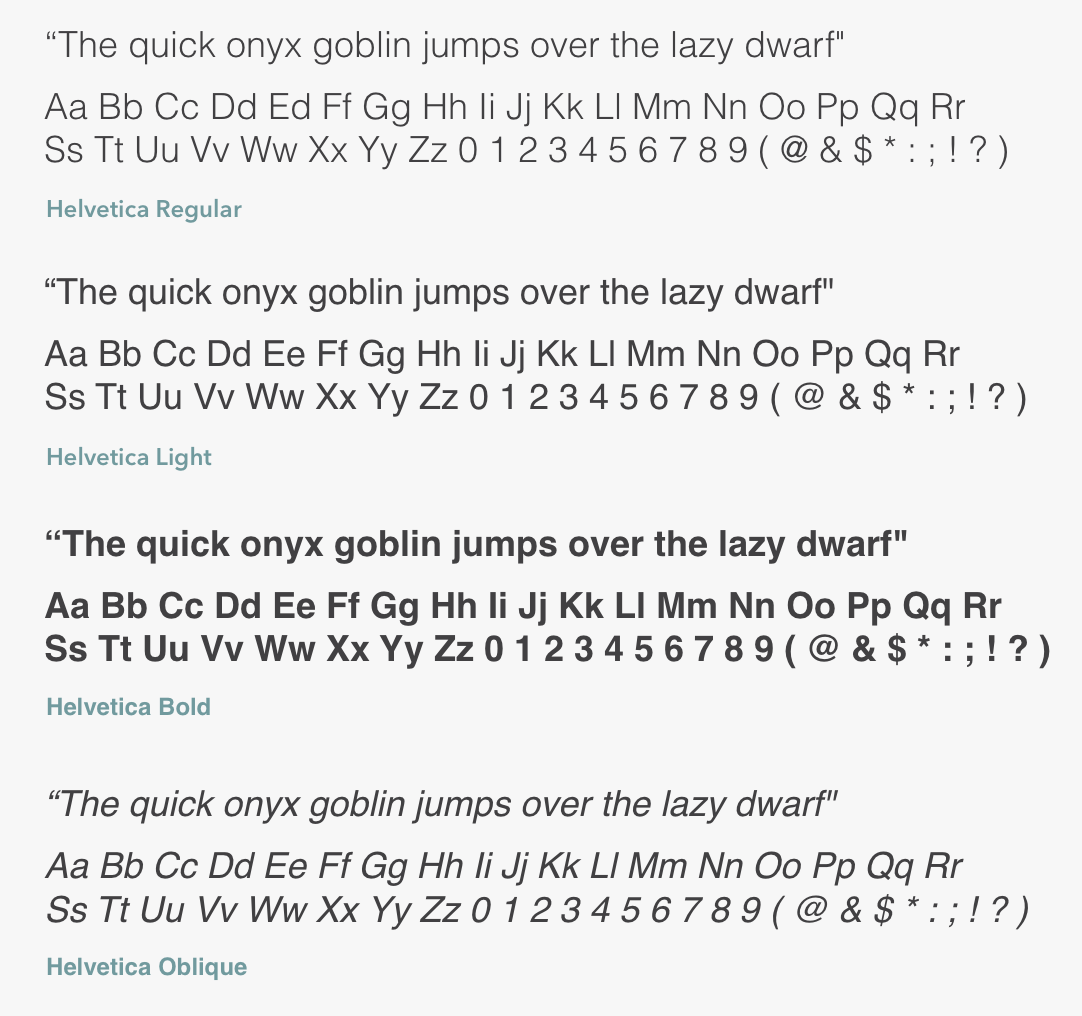 “The quick onyx goblin jumps over the lazy dwarf"
Aa Bb Cc Dd Ed Ff Gg Hh Ii Jj Kk Ll Mm Nn Oo Pp Qq Rr
Ss Tt Uu Vv Ww Xx Yy Zz 0 1 2 3 4 5 6 7 8 9 ( @ & $ * : ; ! ? )
Helvetica Regular
“The quick onyx goblin jumps over the lazy dwarf"
Aa Bb Cc Dd Ee Ff Gg Hh Ii Jj Kk Ll Mm Nn Oo Pp Qq Rr
Ss Tt Uu Vv Ww Xx Yy Zz 0 1 2 3 4 5 6 7 8 9 ( @ & $ * : ; ! ? )
Helvetica Light
“The quick onyx goblin jumps over the lazy dwarf"
Aa Bb Cc Dd Ee Ff Gg Hh Ii Jj Kk Ll Mm Nn Oo Pp Qq Rr
Ss Tt Uu Vv Ww Xx Yy Zz 0 1 2 3 4 5 6 7 8 9 ( @ & $ * : ; ! ? )
Helvetica Bold
“The quick onyx goblin jumps over the lazy dwarf"
Aa Bb Cc Dd Ee Ff Gg Hh Ii Jj Kk Ll Mm Nn Oo Pp Qq Rr
Ss Tt Uu Vv Ww Xx Yy Zz 0 1 2 3 4 5 6 7 8 9 ( @ & $ * : ; ! ? )
Helvetica Oblique